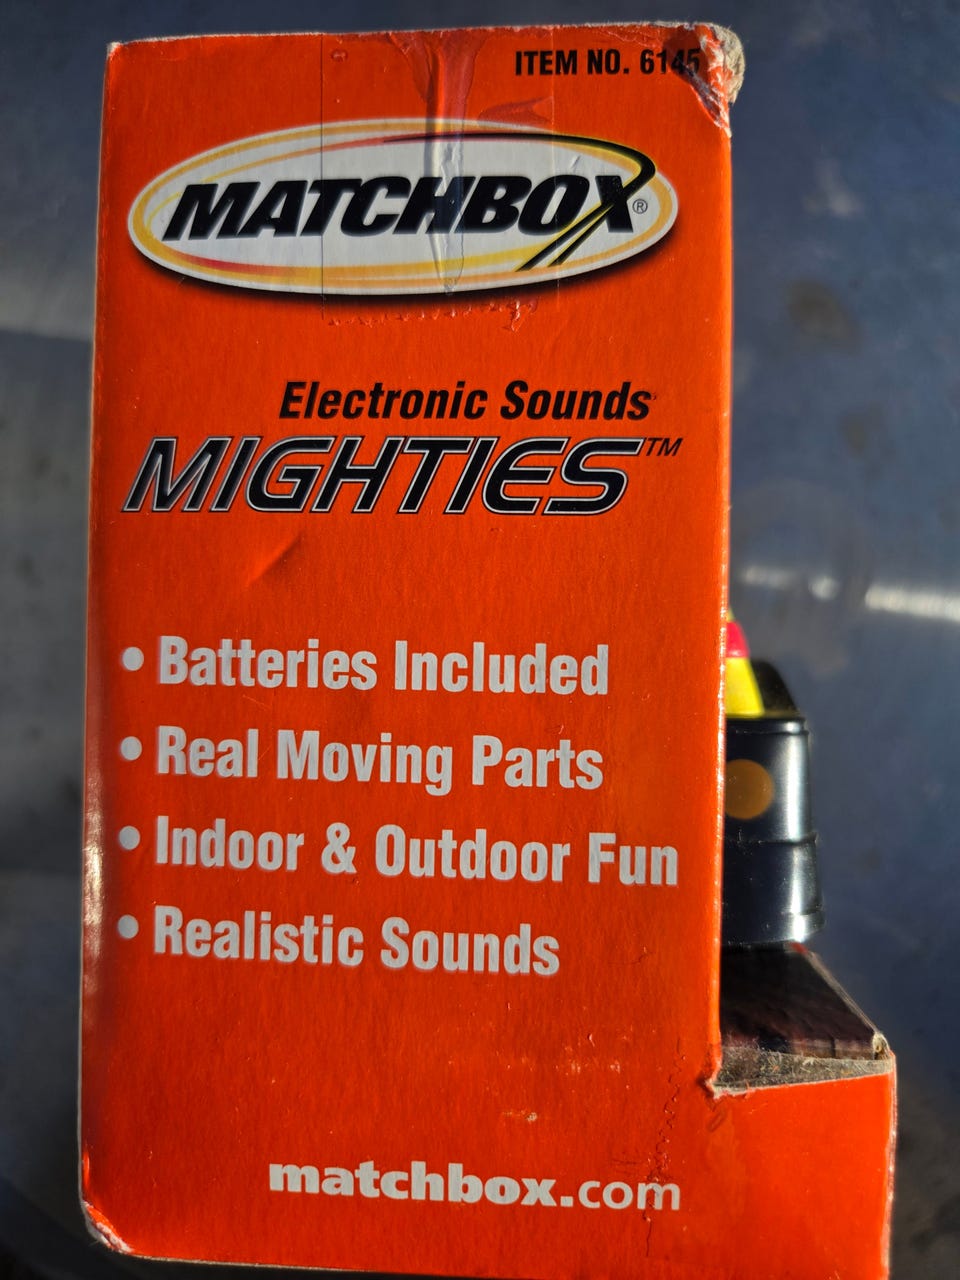 ITEM NO. 6145
MATCHBOX®
Electronic Sounds
MIGHTIES™
• Batteries Included
• Real Moving Parts
• Indoor & Outdoor Fun
• Realistic Sounds
matchbox.com